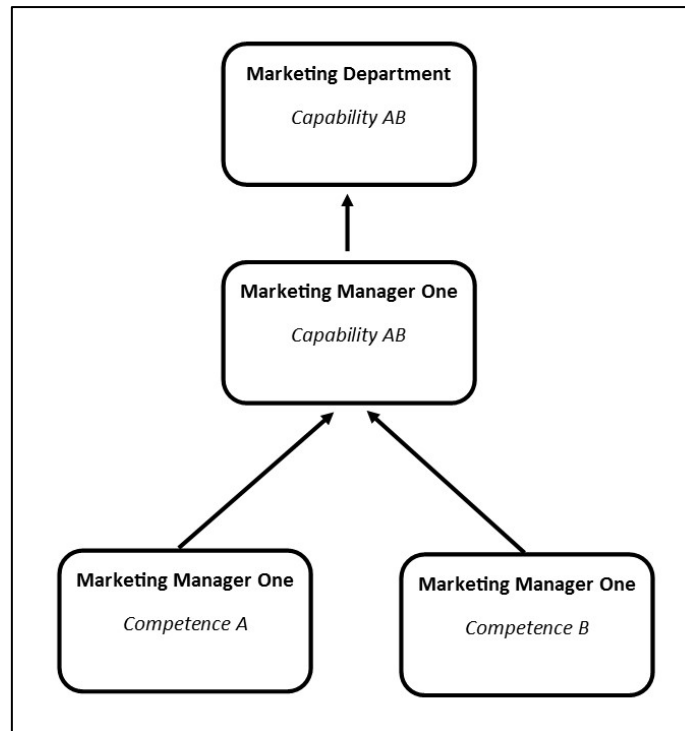 Marketing Department
Capability AB
Marketing Manager One
Capability AB
Marketing Manager One
Competence A
Marketing Manager One
Competence B